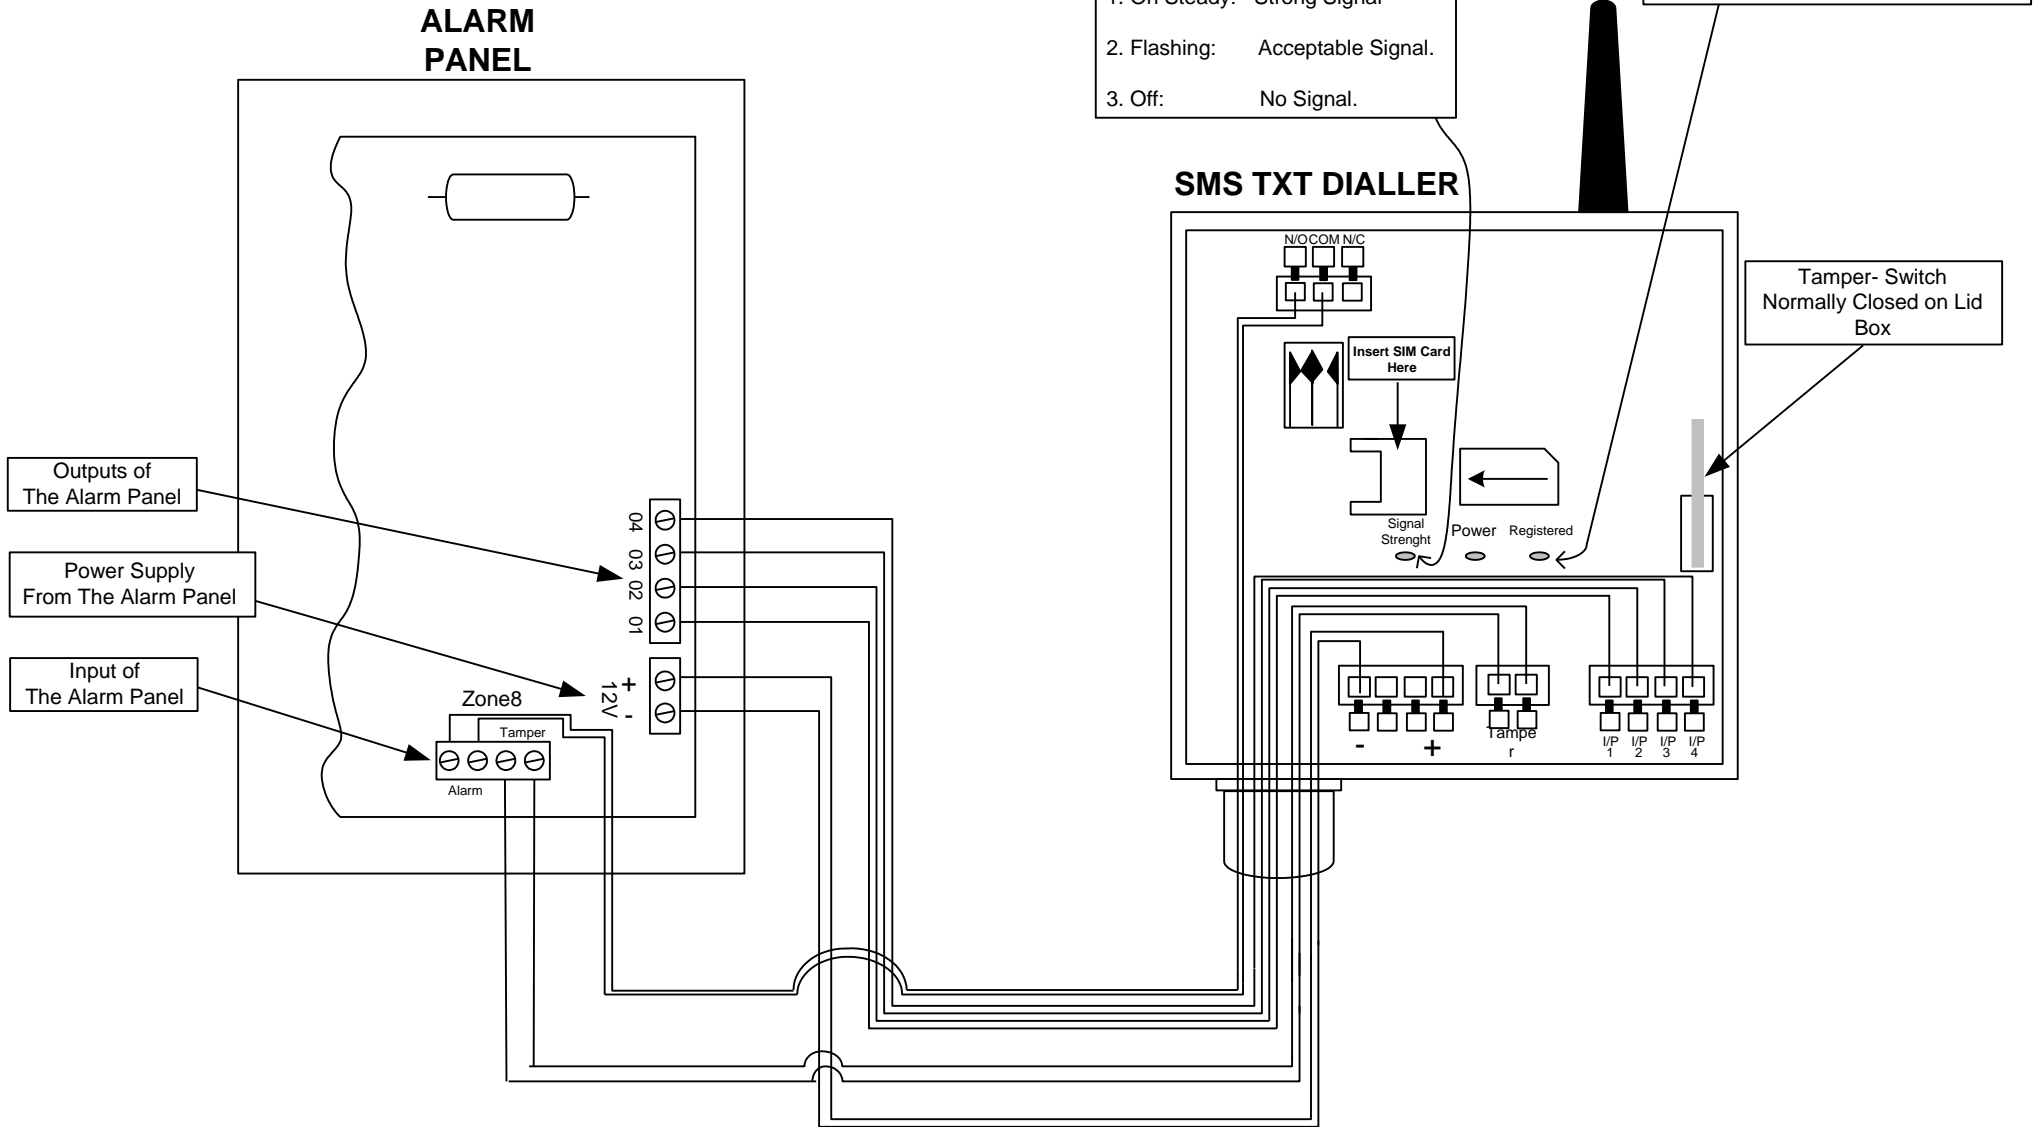 ALARM
PANEL
1. On Steady: Strong Signal
2. Flashing: Acceptable Signal.
3. Off: No Signal.
SMS TXT DIALLER
N/O COM N/C
Tamper- Switch
Normally Closed on Lid
Box
Insert SIM Card
Here
Outputs of
The Alarm Panel
04
03
02
01
Signal
Strenght
Power
Registered
Power Supply
From The Alarm Panel
Input of
The Alarm Panel
+
12V
-
Zone8
Tamper
Alarm
-
+
Tampe
r
I/P
1
I/P
2
I/P
3
I/P
4